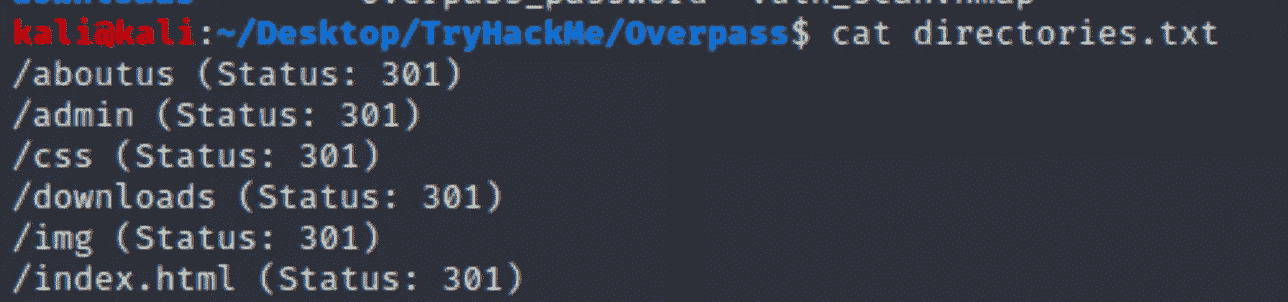 kali@kali:~/Desktop/TryHackMe/Overpass$ cat directories.txt
/aboutus (Status: 301)
/admin (Status: 301)
/css (Status: 301)
/downloads (Status: 301)
/img (Status: 301)
/index.html (Status: 301)